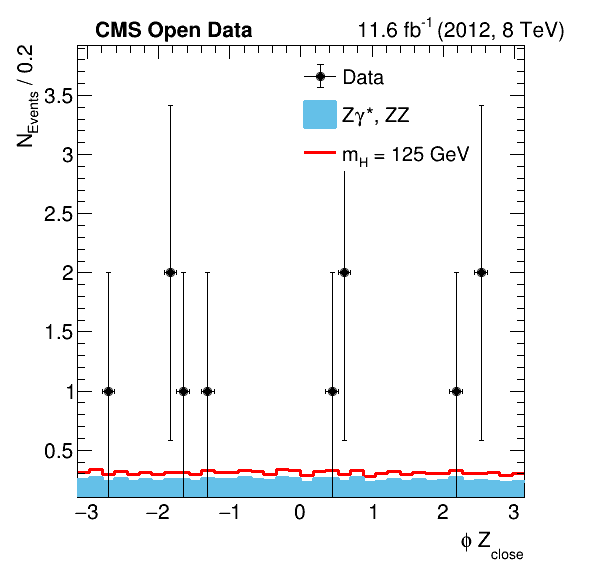 CMS Open Data 11.6 fb⁻¹ (2012, 8 TeV)
N_Events / 0.2
Data
Zγ*, ZZ
m_H = 125 GeV
3.5
3
2.5
2
1.5
1
0.5
−3 −2 −1 0 1 2 3
ϕ Z_close